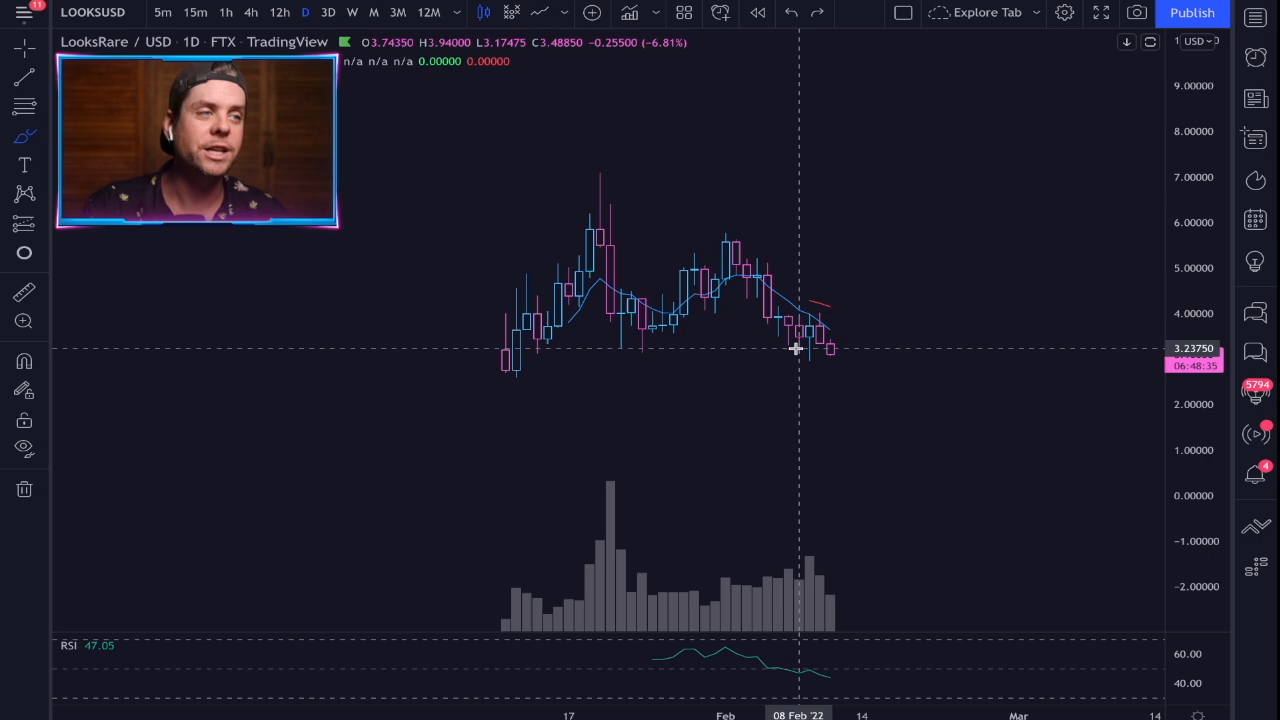 11
LOOKSUSD 5m 15m 1h 4h 12h D 3D W M 3M 12M Explore Tab Publish
LooksRare / USD · 1D · FTX · TradingView O3.74350 H3.94000 L3.17475 C3.48850 −0.25500 (−6.81%)
n/a n/a n/a 0.00000 0.00000
USD
9.00000
8.00000
7.00000
6.00000
5.00000
4.00000
3.23750
06:48:35
2.00000
1.00000
0.00000
−1.00000
−2.00000
RSI 47.05
60.00
40.00
17 Feb 08 Feb '22 14 Mar 14
5794
4
T